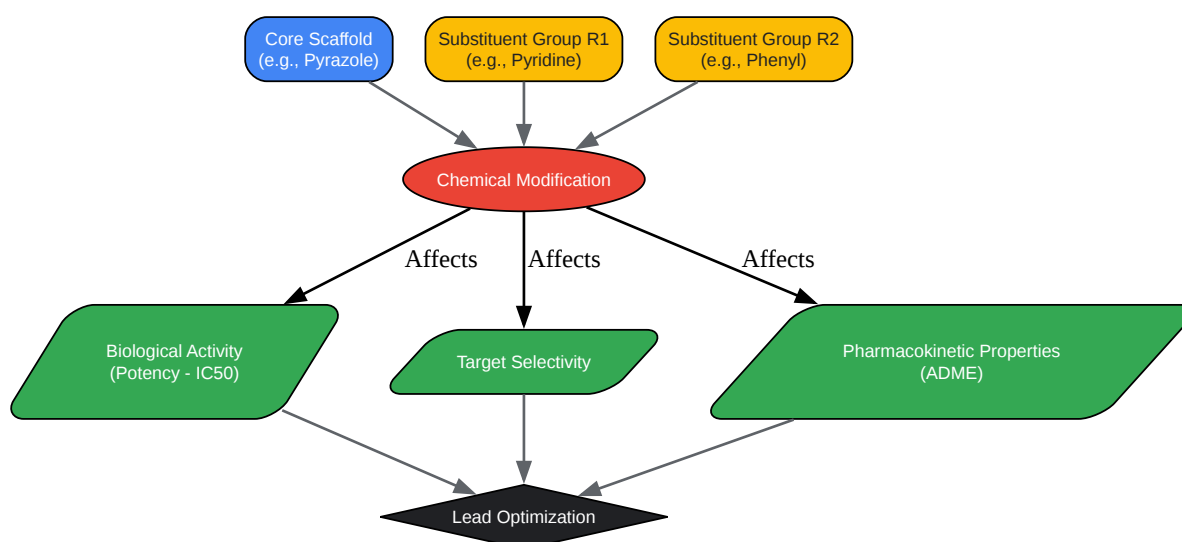 Core Scaffold
(e.g., Pyrazole)
Substituent Group R1
(e.g., Pyridine)
Substituent Group R2
(e.g., Phenyl)
Chemical Modification
Affects
Affects
Affects
Biological Activity
(Potency - IC50)
Target Selectivity
Pharmacokinetic Properties
(ADME)
Lead Optimization